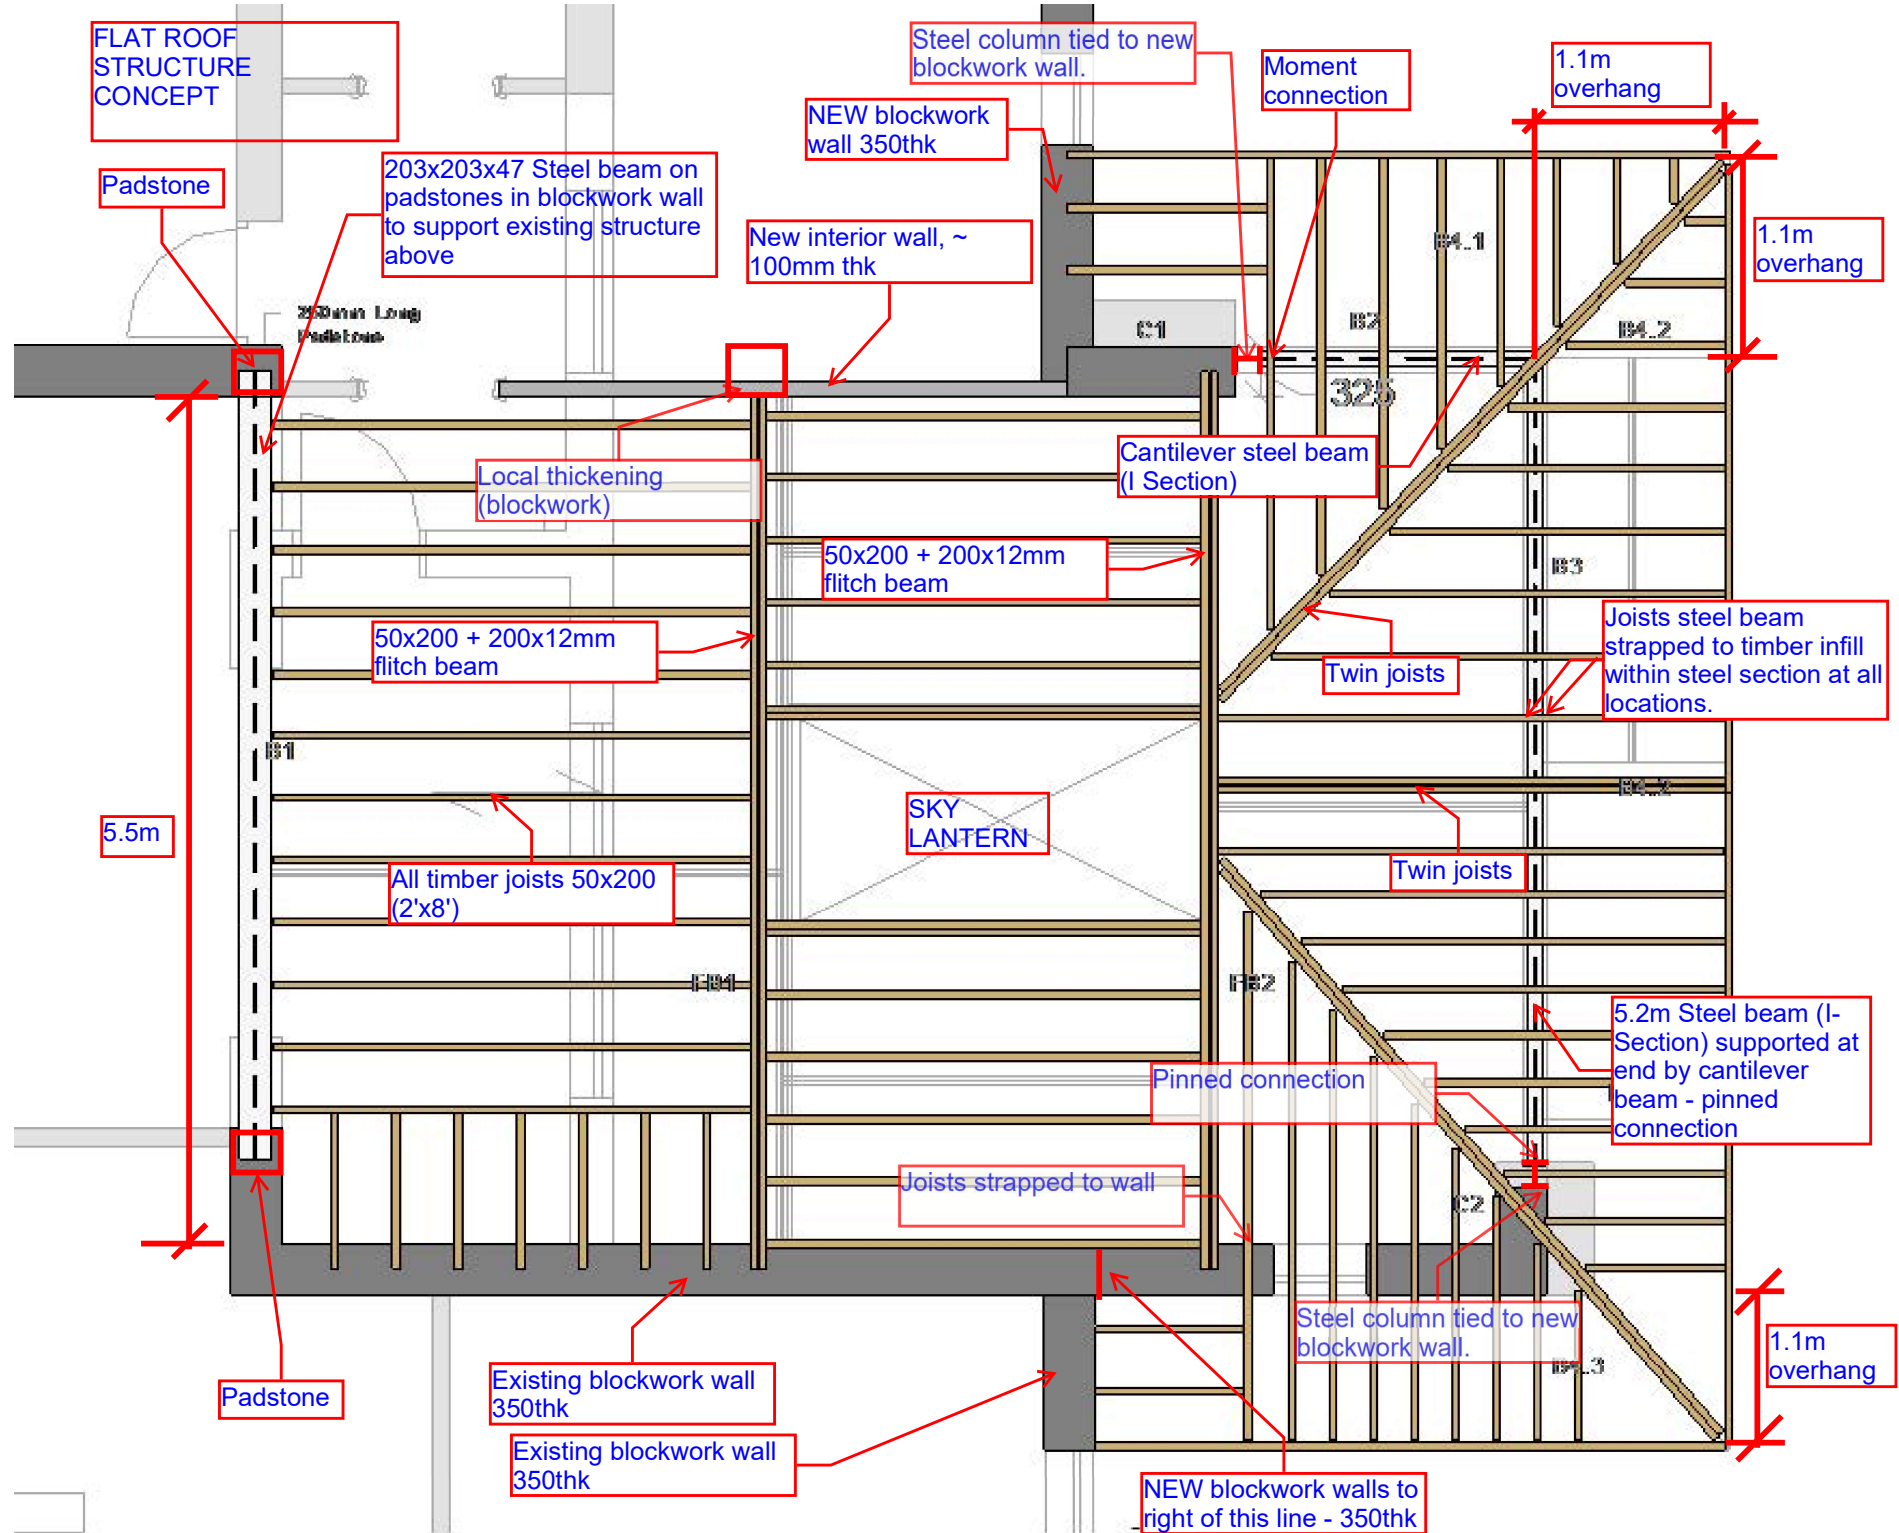 FLAT ROOF
STRUCTURE
CONCEPT
Steel column tied to new
blockwork wall.
Moment
connection
1.1m
overhang
NEW blockwork
wall 350thk
203x203x47 Steel beam on
padstones in blockwork wall
to support existing structure
above
Padstone
New interior wall, ~
100mm thk
1.1m
overhang
B4.1
250mm Long
Padstone
C1
B2
B4.2
325
Cantilever steel beam
(I Section)
Local thickening
(blockwork)
50x200 + 200x12mm
flitch beam
B3
50x200 + 200x12mm
flitch beam
Twin joists
Joists steel beam
strapped to timber infill
within steel section at all
locations.
B1
B4.2
SKY
LANTERN
5.5m
All timber joists 50x200
(2'x8')
Twin joists
FB1
FB2
5.2m Steel beam (I-
Section) supported at
end by cantilever
beam - pinned
connection
Pinned connection
Joists strapped to wall
C2
Steel column tied to new
blockwork wall.
B4.3
1.1m
overhang
Padstone
Existing blockwork wall
350thk
Existing blockwork wall
350thk
NEW blockwork walls to
right of this line - 350thk